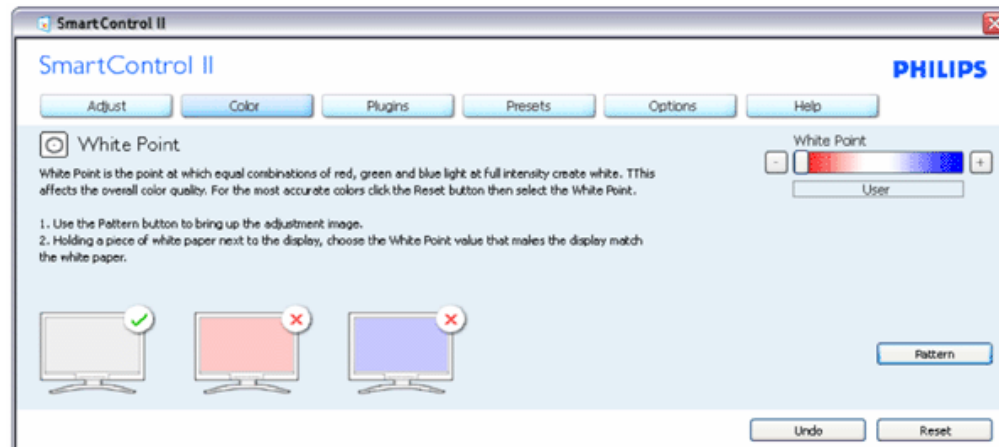 SmartControl II
SmartControl II
PHILIPS
Adjust Color Plugins Presets Options Help
White Point
White Point is the point at which equal combinations of red, green and blue light at full intensity create white. TThis
affects the overall color quality. For the most accurate colors click the Reset button then select the White Point.
1. Use the Pattern button to bring up the adjustment image.
2. Holding a piece of white paper next to the display, choose the White Point value that makes the display match
the white paper.
White Point
- +
User
Pattern
Undo Reset